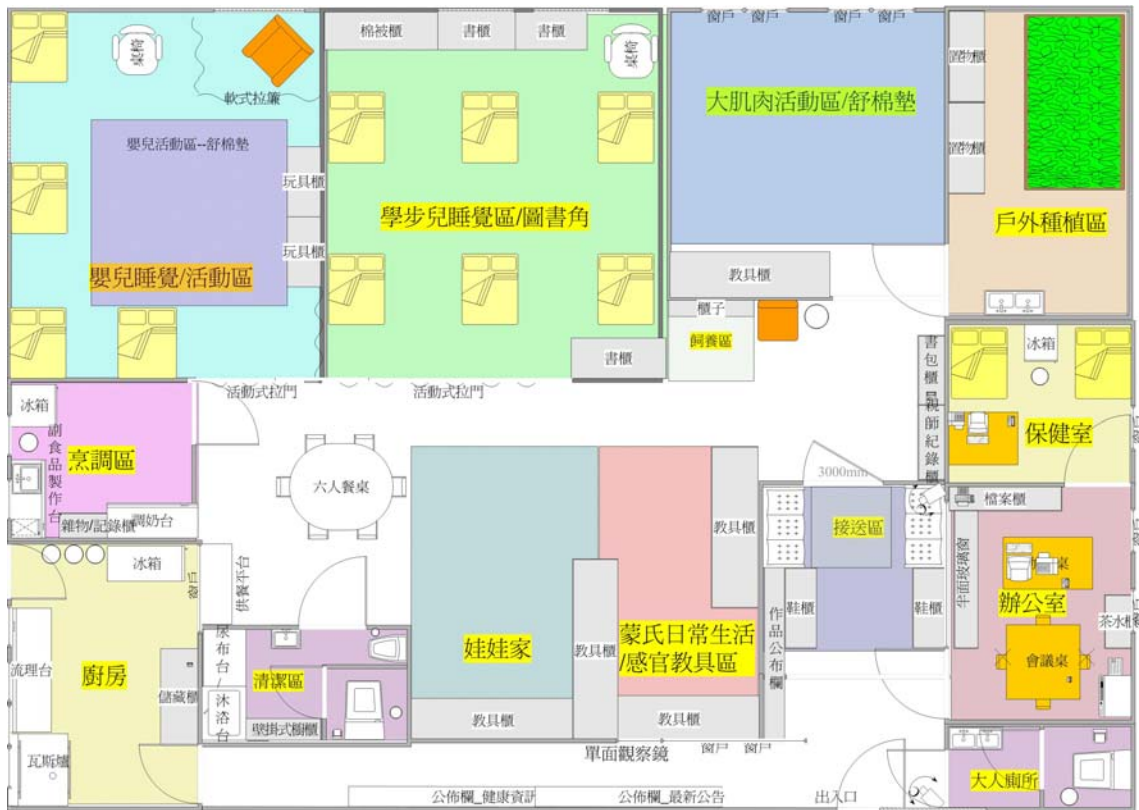 棉被櫃
書櫃
書櫃
窗戶
窗戶
窗戶
桌椅
桌椅
軟式拉簾
嬰兒活動區--舒棉墊
玩具櫃
玩具櫃
嬰兒睡覺/活動區
學步兒睡覺區/圖書角
書櫃
大肌肉活動區/舒棉墊
置物櫃
置物櫃
戶外種植區
教具櫃
櫃子
飼養區
書包櫃
親師紀錄櫃
冰箱
保健室
活動式拉門
活動式拉門
冰箱
副食品製作台
烹調區
雜物/記錄櫃
調奶台
六人餐桌
3000mm
教具櫃
接送區
鞋櫃
鞋櫃
作品公布欄
檔案櫃
半面玻璃窗
辦公室
茶水櫃
會議桌
冰箱
窗戶
供餐平台
流理台
廚房
儲藏櫃
瓦斯爐
尿布台/沐浴台
清潔區
壁掛式櫥櫃
娃娃家
教具櫃
教具櫃
蒙氏日常生活
/感官教具區
教具櫃
單面觀察鏡
窗戶
窗戶
公佈欄_健康資訊
公佈欄_最新公告
出入口
大人廁所